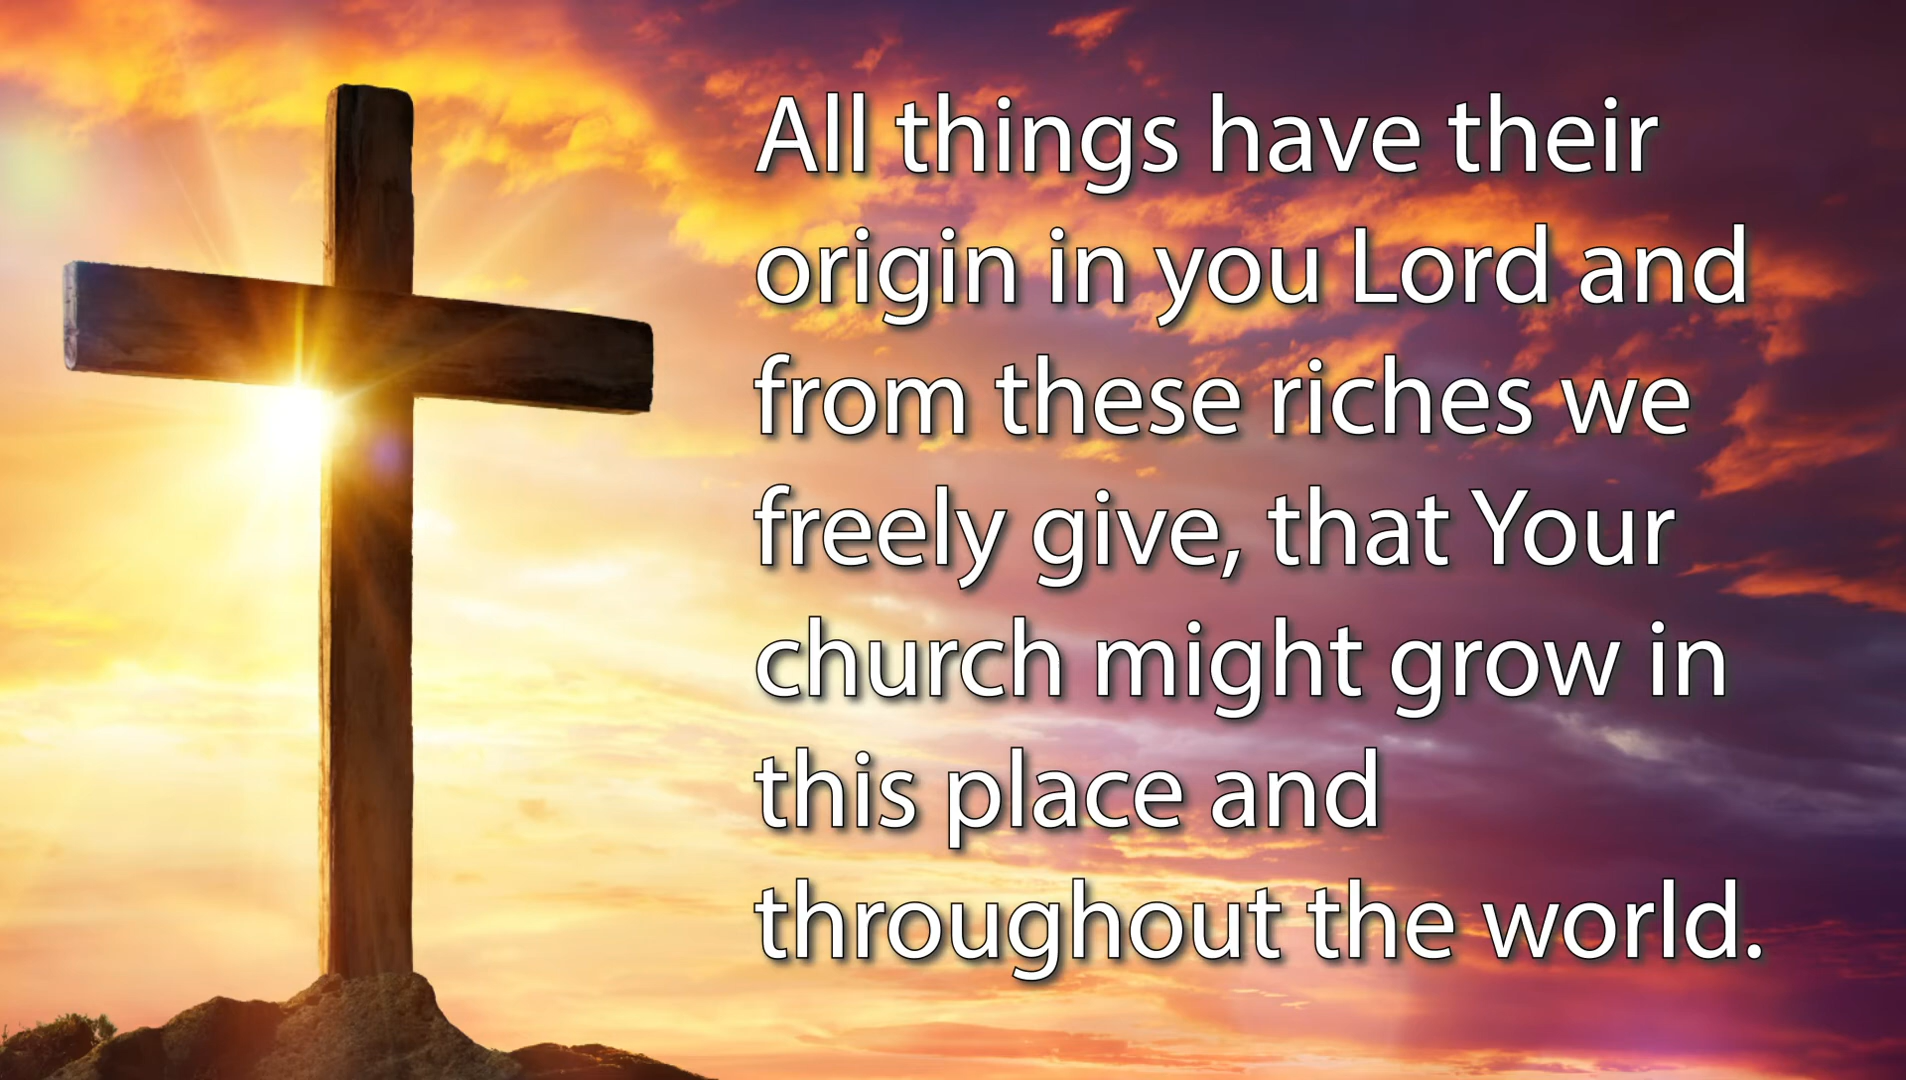 All things have their
origin in you Lord and
from these riches we
freely give, that Your
church might grow in
this place and
throughout the world.